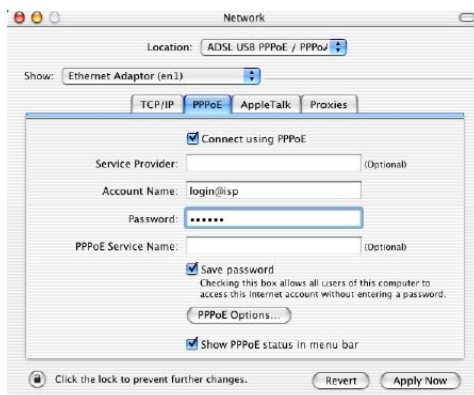 Network
Location: ADSL USB PPPoE / PPPoA
Show: Ethernet Adaptor (en1)
TCP/IP PPPoE AppleTalk Proxies
Connect using PPPoE
Service Provider: (Optional)
Account Name: login@isp
Password: ••••••
PPPoE Service Name: (Optional)
Save password
Checking this box allows all users of this computer to
access this Internet account without entering a password.
PPPoE Options...
Show PPPoE status in menu bar
Click the lock to prevent further changes. Revert Apply Now